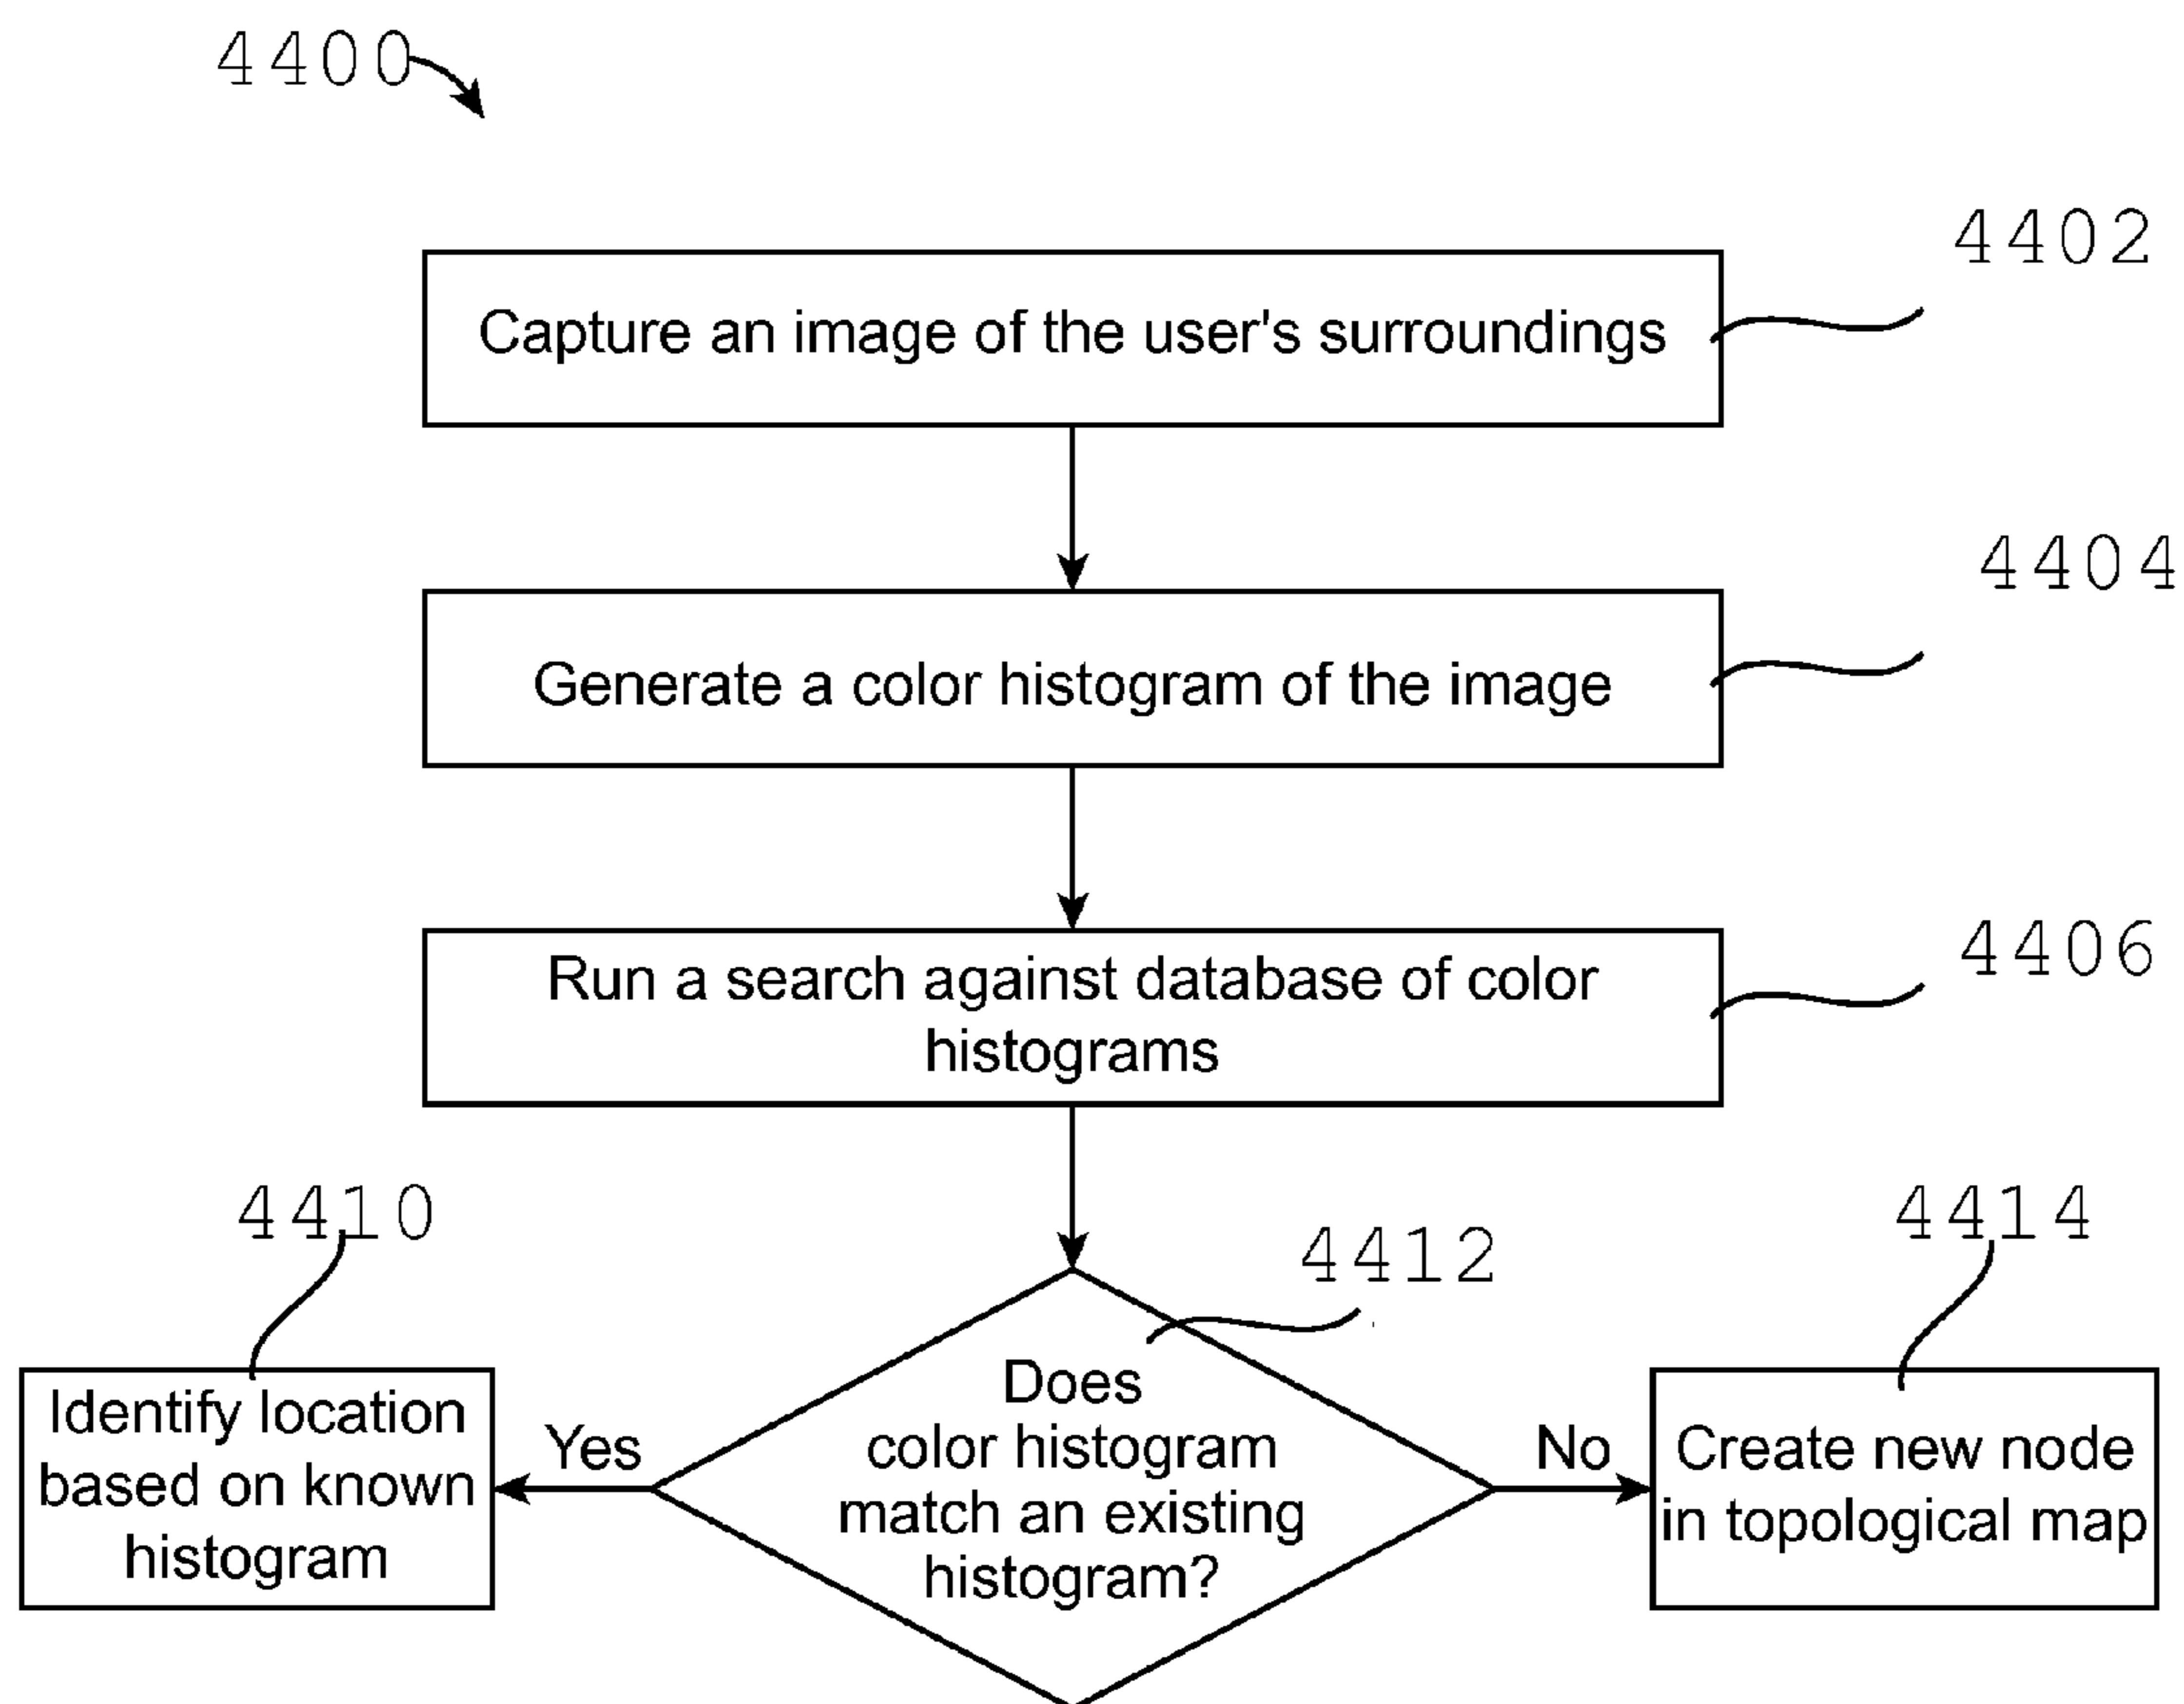 4400
4402
Capture an image of the user's surroundings
4404
Generate a color histogram of the image
4406
Run a search against database of color
histograms
4410
4412
4414
Identify location
based on known
histogram
Yes
Does
color histogram
match an existing
histogram?
No
Create new node
in topological map